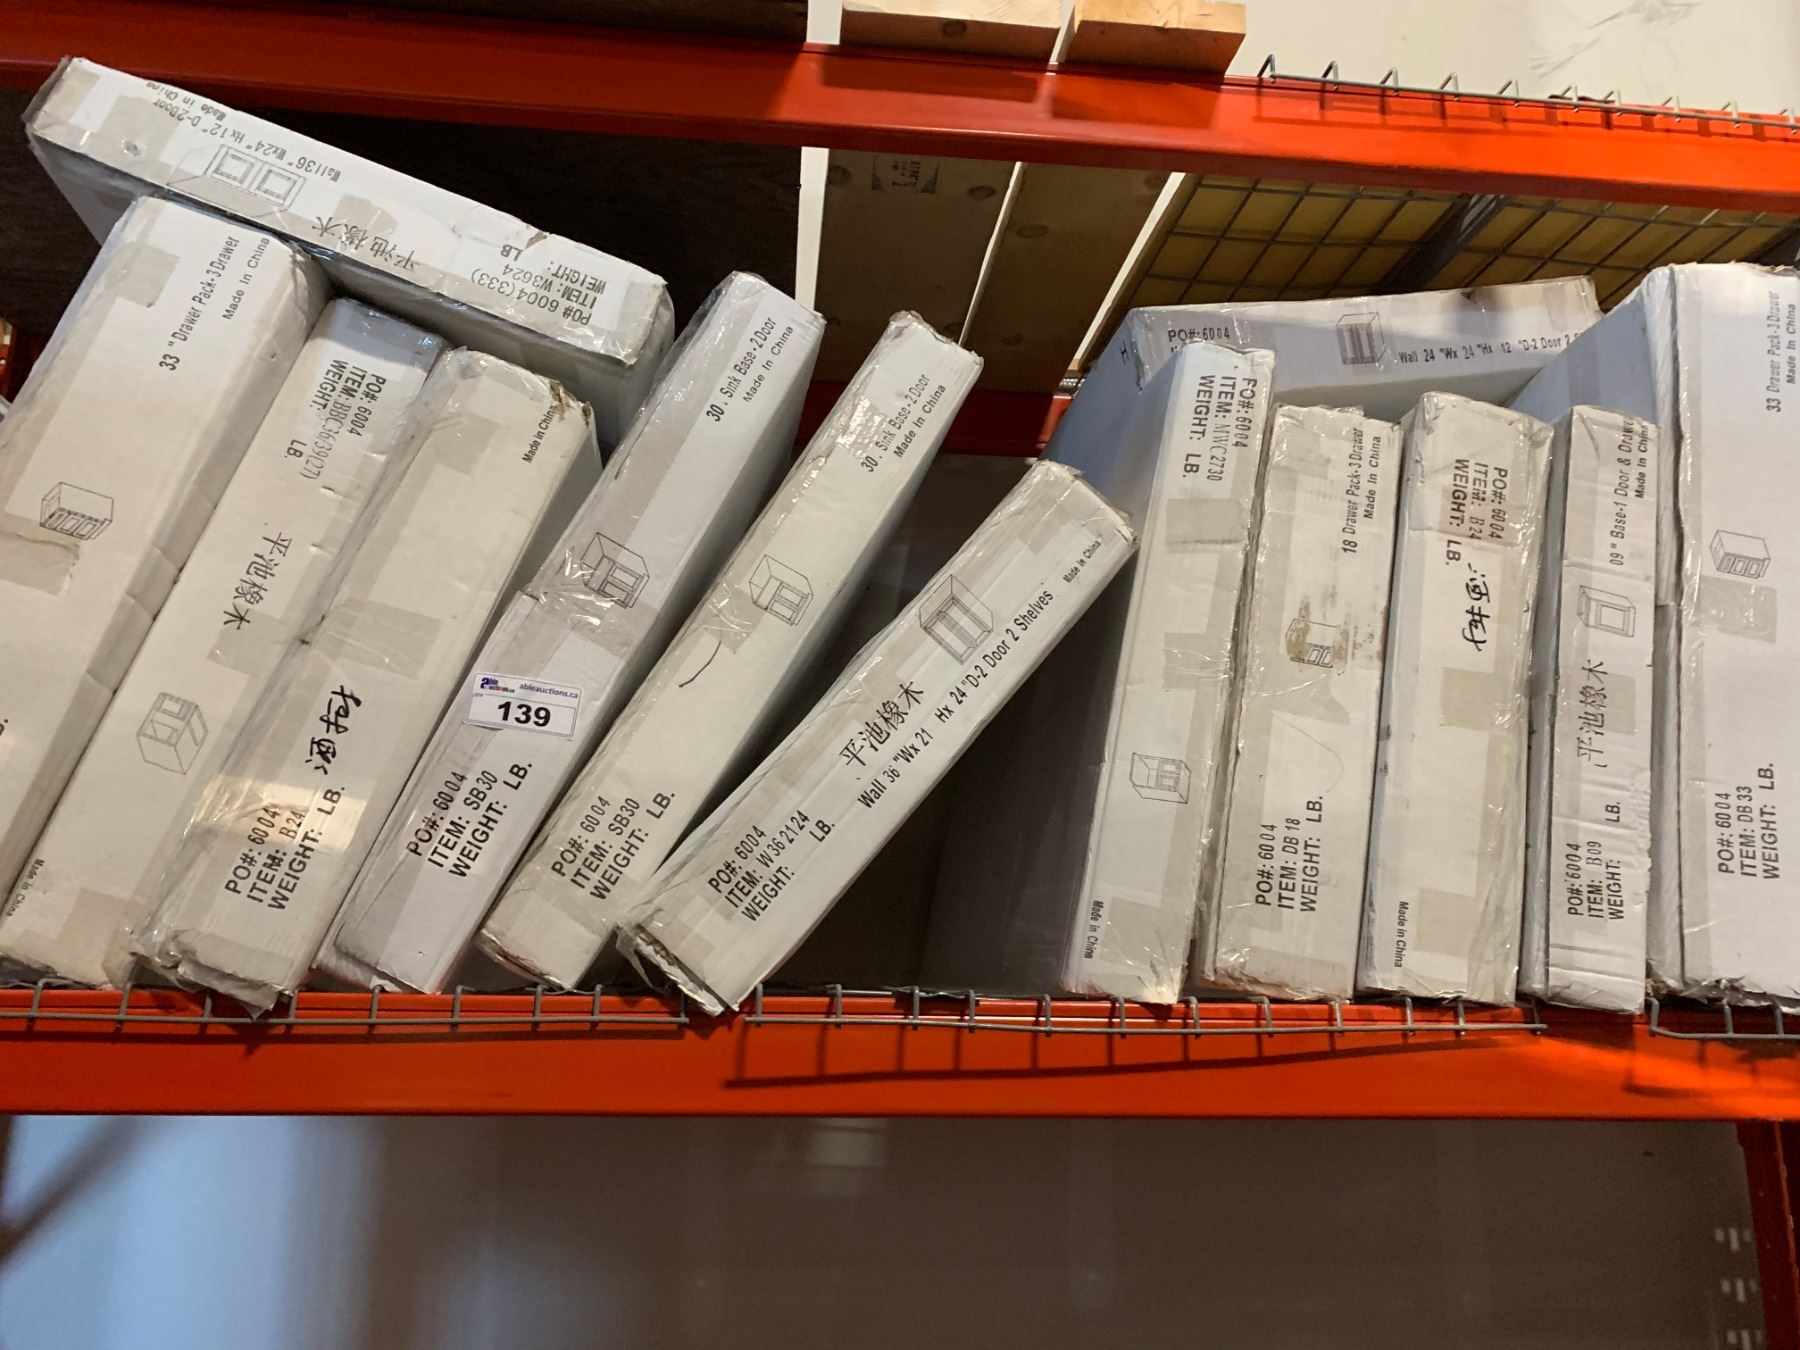 Wall 36" Wx24" Hx12" D-2Door
Made in China
平池橡木
PO# 6004(333)
ITEM: W3624
WEIGHT:
LB
33 " Drawer Pack-3 Drawer
Made In China
B.
PO#: 6004
ITEM:BBC36/39(27)
WEIGHT:
LB.
平池橡木
Made in China
Made In China
PO#: 6004
ITEM: B24
WEIGHT: LB.
30 . Sink Base-2Door
Made In China
ableauctions.ca
139
PO#: 6004
ITEM: SB30
WEIGHT: LB.
30 . Sink Base-2Door
Made In China
PO#: 6004
ITEM: SB30
WEIGHT: LB.
Made In China
平池橡木
Wall 36 "Wx 21 Hx 24 "D-2 Door 2 Shelves
PO#: 6004
ITEM: W362124
WEIGHT:
LB.
PO#: 6004
Wall 24 "Wx 24 "Hx 12 "D-2 Door
PO#: 6004
ITEM: MWC2730
WEIGHT: LB.
Made in China
18 Drawer Pack-3 Drawer
Made In China
PO#: 6004
ITEM: DB18
WEIGHT: LB.
PO#: 6004
ITEM: B24
WEIGHT: LB.
Made in China
09 " Base-1 Door & Drawe
Made In China
平池橡木
PO#: 6004
ITEM: B09
WEIGHT: LB.
33 Drawer Pack-3 Drawer
Made In China
PO#: 6004
ITEM: DB33
WEIGHT: LB.